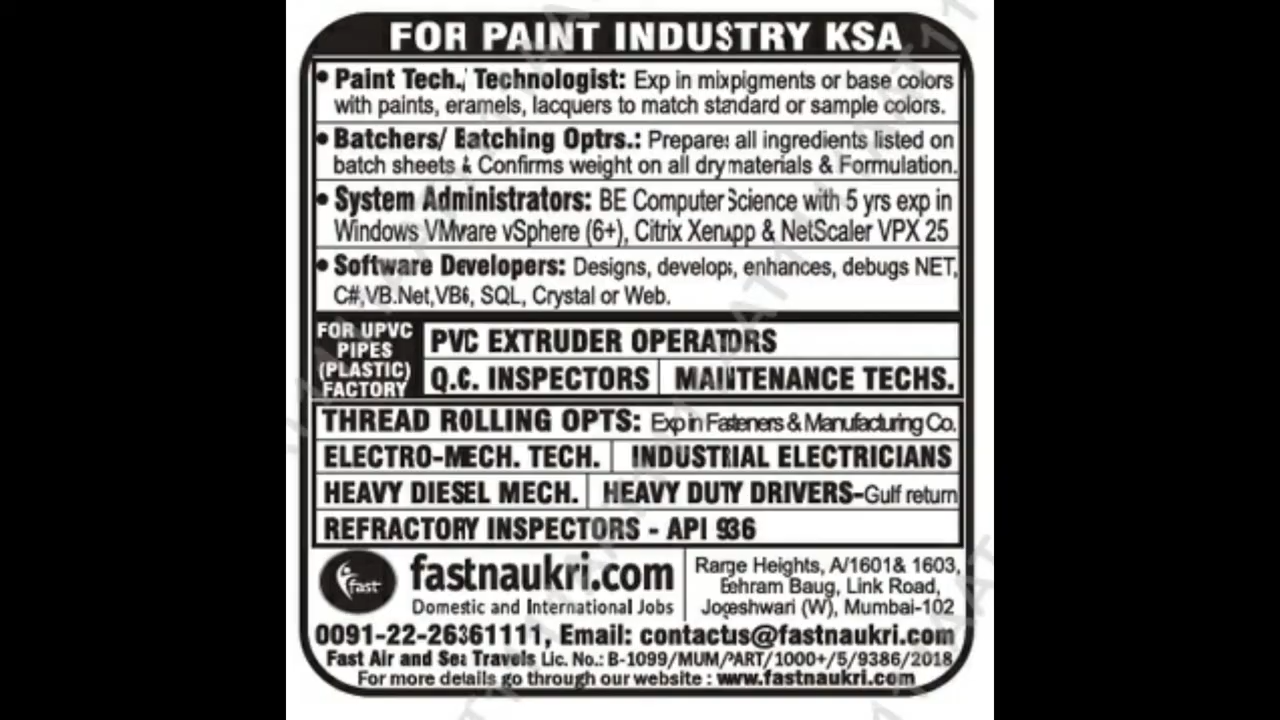 FOR PAINT INDUSTRY KSA
• Paint Tech./ Technologist: Exp in mixpigments or base colors
with paints, eramels, lacquers to match standard or sample colors.
• Batchers/ Batching Optrs.: Prepares all ingredients listed on
batch sheets & Confirms weight on all dry materials & Formulation.
• System Administrators: BE Computer Science with 5 yrs exp in
Windows VMware vSphere (6+), Citrix Xenapp & NetScaler VPX 25
• Software Developers: Designs, develops, enhances, debugs NET,
C#,VB.Net,VB6, SQL, Crystal or Web.
FOR UPVC
PIPES
(PLASTIC)
FACTORY
PVC EXTRUDER OPERATORS
Q.C. INSPECTORS MAINTENANCE TECHS.
THREAD ROLLING OPTS: Exp in Fasteners & Manufacturing Co.
ELECTRO-MECH. TECH. INDUSTRIAL ELECTRICIANS
HEAVY DIESEL MECH. HEAVY DUTY DRIVERS-Gulf return
REFRACTORY INSPECTORS - API 936
fast
fastnaukri.com
Domestic and International Jobs
Range Heights, A/1601& 1603,
Behram Baug, Link Road,
Jogeshwari (W), Mumbai-102
0091-22-26361111, Email: contactus@fastnaukri.com
Fast Air and Sea Travels Lic. No.: B-1099/MUM/PART/1000+/5/9386/2018
For more details go through our website : www.fastnaukri.com